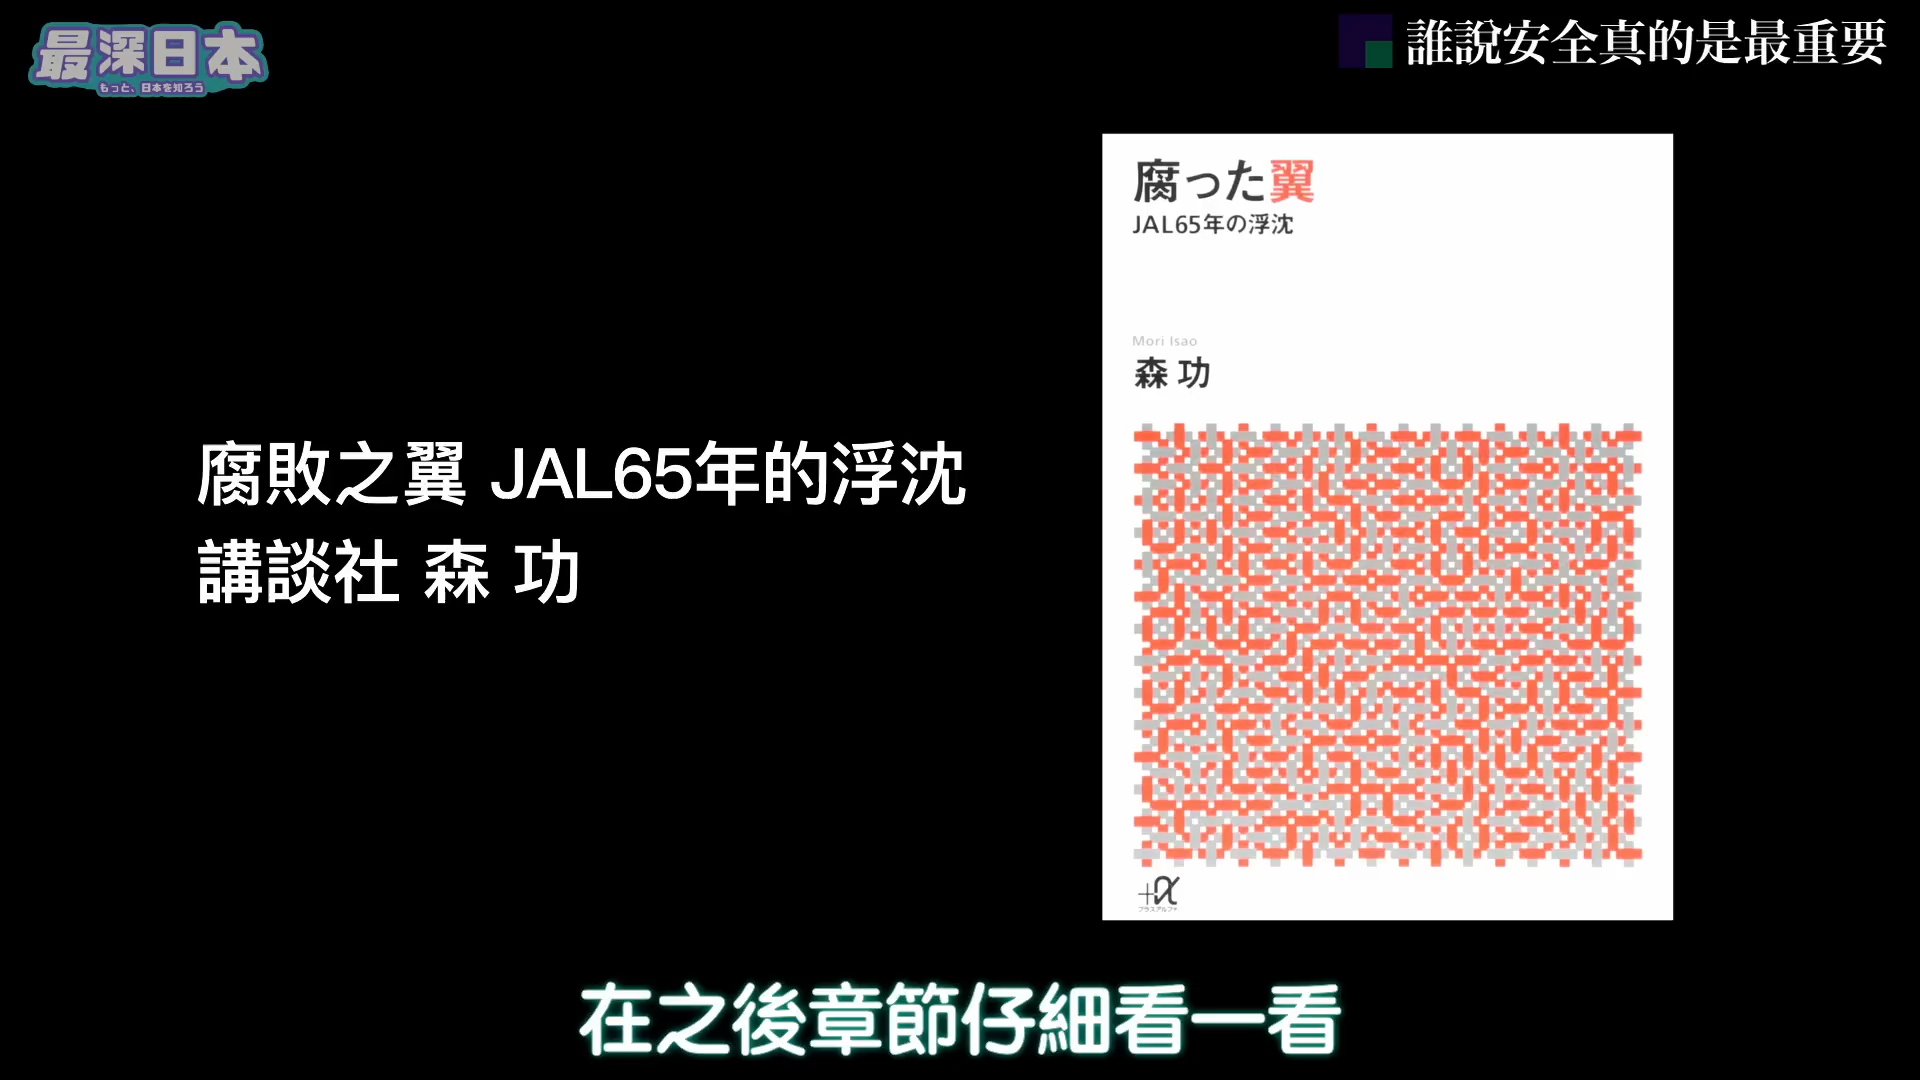 最深日本
もっと、日本を知ろう
誰說安全真的是最重要
腐敗之翼 JAL65年的浮沈
講談社 森 功
腐った翼
JAL65年の浮沈
Mori Isao
森 功
+α
プラスアルファ
在之後章節仔細看一看